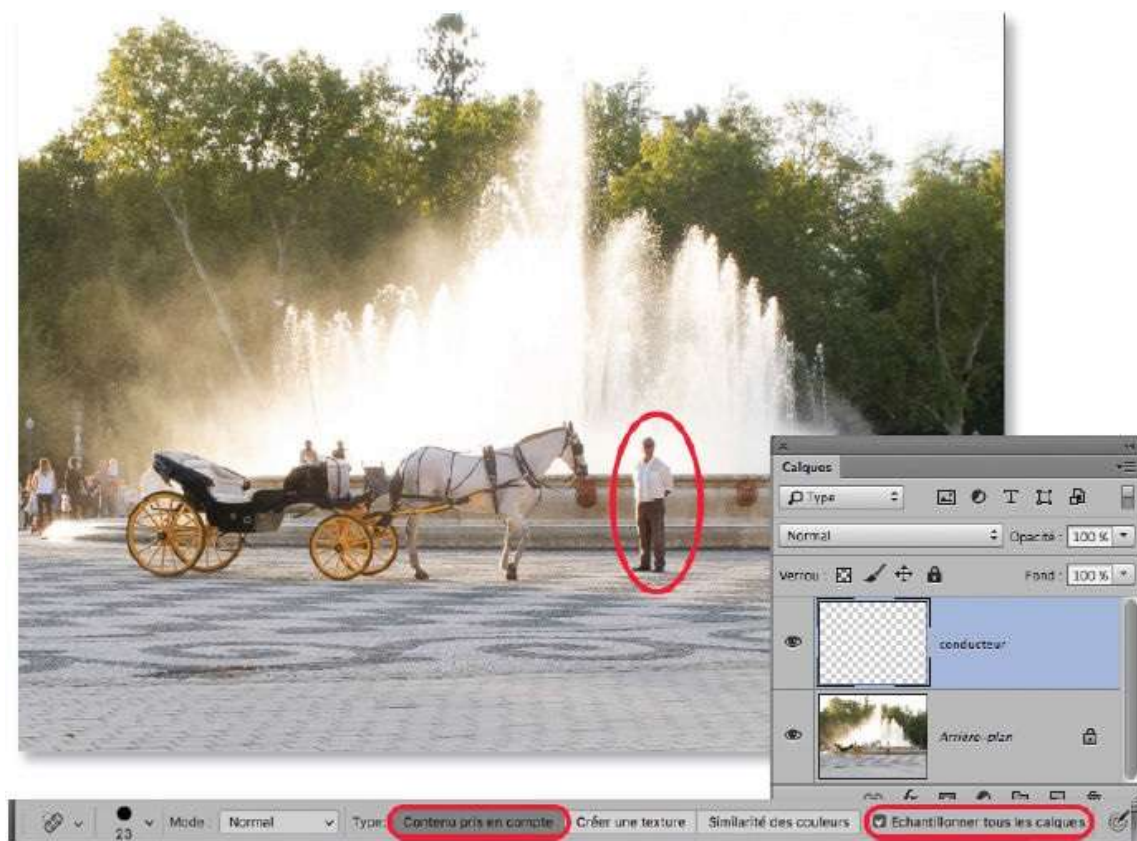 Calques
Type
Normal
Opacité : 100 %
Verrou :
Fond : 100 %
conducteur
Arrière-plan
fx
23
Mode : Normal
Type: Contenu pris en compte
Créer une texture
Similarité des couleurs
Echantillonner tous les calques